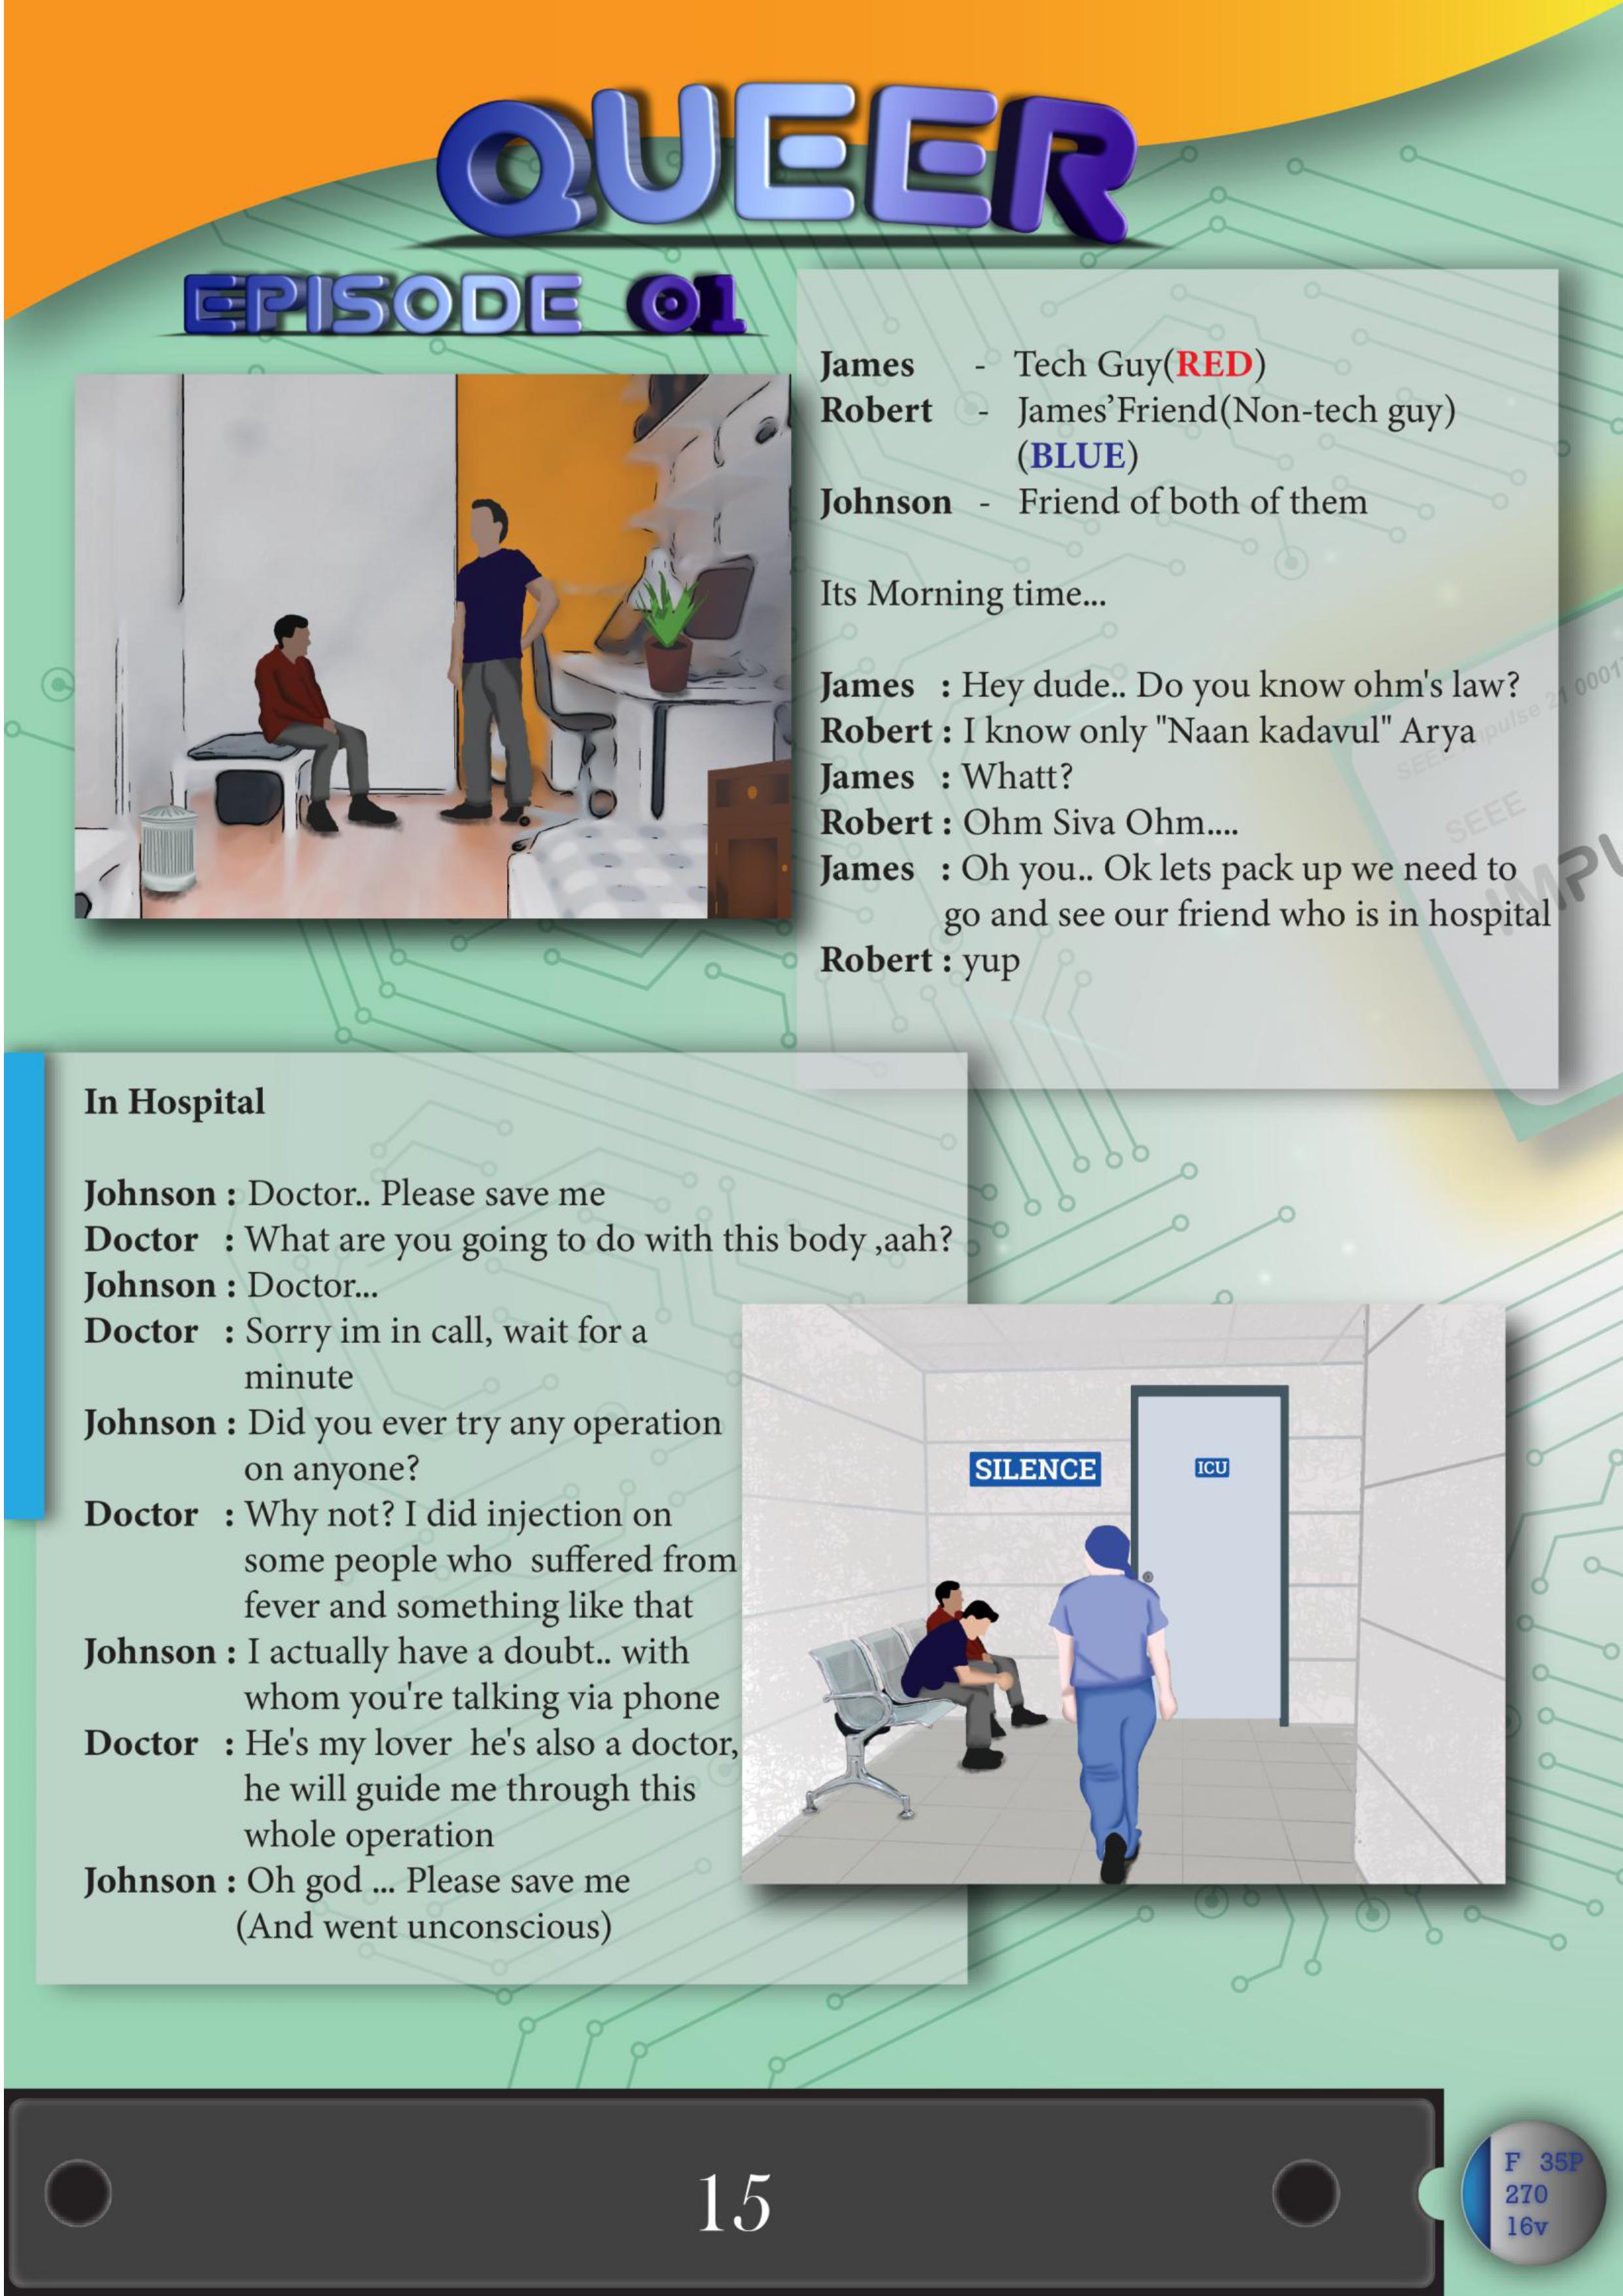 QUEER
EPISODE 01
James - Tech Guy(RED)
Robert - James'Friend(Non-tech guy)
(BLUE)
Johnson - Friend of both of them
Its Morning time...
James : Hey dude.. Do you know ohm's law?
Robert : I know only "Naan kadavul" Arya
James : Whatt?
Robert : Ohm Siva Ohm....
James : Oh you.. Ok lets pack up we need to
go and see our friend who is in hospital
Robert : yup
SEEE Impulse 21 0001
SEEE
IMPU
In Hospital
Johnson : Doctor.. Please save me
Doctor : What are you going to do with this body ,aah?
Johnson : Doctor...
Doctor : Sorry im in call, wait for a
minute
Johnson : Did you ever try any operation
on anyone?
Doctor : Why not? I did injection on
some people who suffered from
fever and something like that
Johnson : I actually have a doubt.. with
whom you're talking via phone
Doctor : He's my lover he's also a doctor,
he will guide me through this
whole operation
Johnson : Oh god ... Please save me
(And went unconscious)
SILENCE
ICU
15
F 35P
270
16v